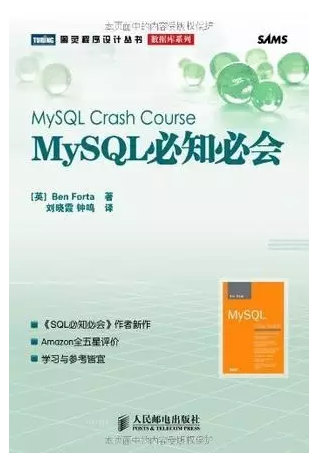 本页面中的内容受版权保护
TURING 图灵程序设计丛书 数据库系列
SAMS
MySQL Crash Course
MySQL必知必会
[英] Ben Forta 著
刘晓霞 钟鸣 译
《SQL必知必会》作者新作
Amazon全五星评价
学习与参考皆宜
MySQL
人民邮电出版社
POSTS & TELECOM PRESS
本页面中的内容受版权保护